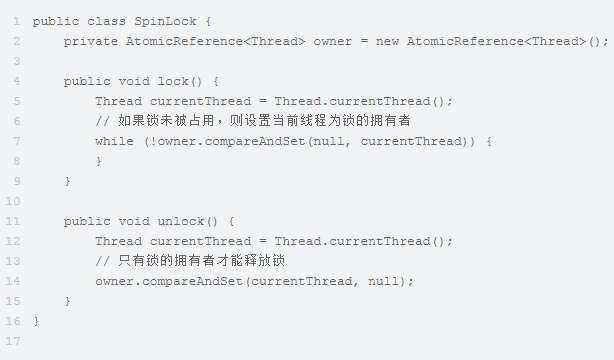 1 public class SpinLock {
2     private AtomicReference<Thread> owner = new AtomicReference<Thread>();
3
4     public void lock() {
5         Thread currentThread = Thread.currentThread();
6         // 如果锁未被占用，则设置当前线程为锁的拥有者
7         while (!owner.compareAndSet(null, currentThread)) {
8         }
9     }
10
11     public void unlock() {
12         Thread currentThread = Thread.currentThread();
13         // 只有锁的拥有者才能释放锁
14         owner.compareAndSet(currentThread, null);
15     }
16 }
17